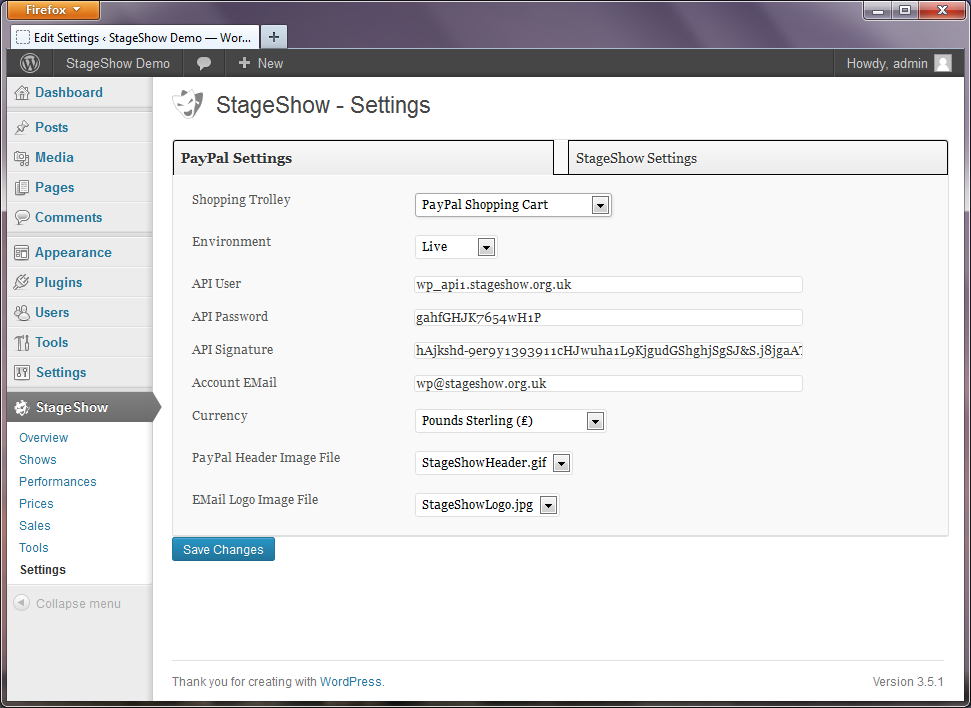 Firefox
Edit Settings ‹ StageShow Demo — Wor...
StageShow Demo
New
Howdy, admin
Dashboard
Posts
Media
Pages
Comments
Appearance
Plugins
Users
Tools
Settings
StageShow
Overview
Shows
Performances
Prices
Sales
Tools
Settings
Collapse menu
StageShow - Settings
PayPal Settings
StageShow Settings
Shopping Trolley
PayPal Shopping Cart
Environment
Live
API User
wp_api1.stageshow.org.uk
API Password
gahfGHJK7654wH1P
API Signature
hAjkshd-9er9y1393911cHJwuha1L9KjgudGShghjSgSJ&S.j8jgaA7
Account EMail
wp@stageshow.org.uk
Currency
Pounds Sterling (£)
PayPal Header Image File
StageShowHeader.gif
EMail Logo Image File
StageShowLogo.jpg
Save Changes
Thank you for creating with WordPress.
Version 3.5.1